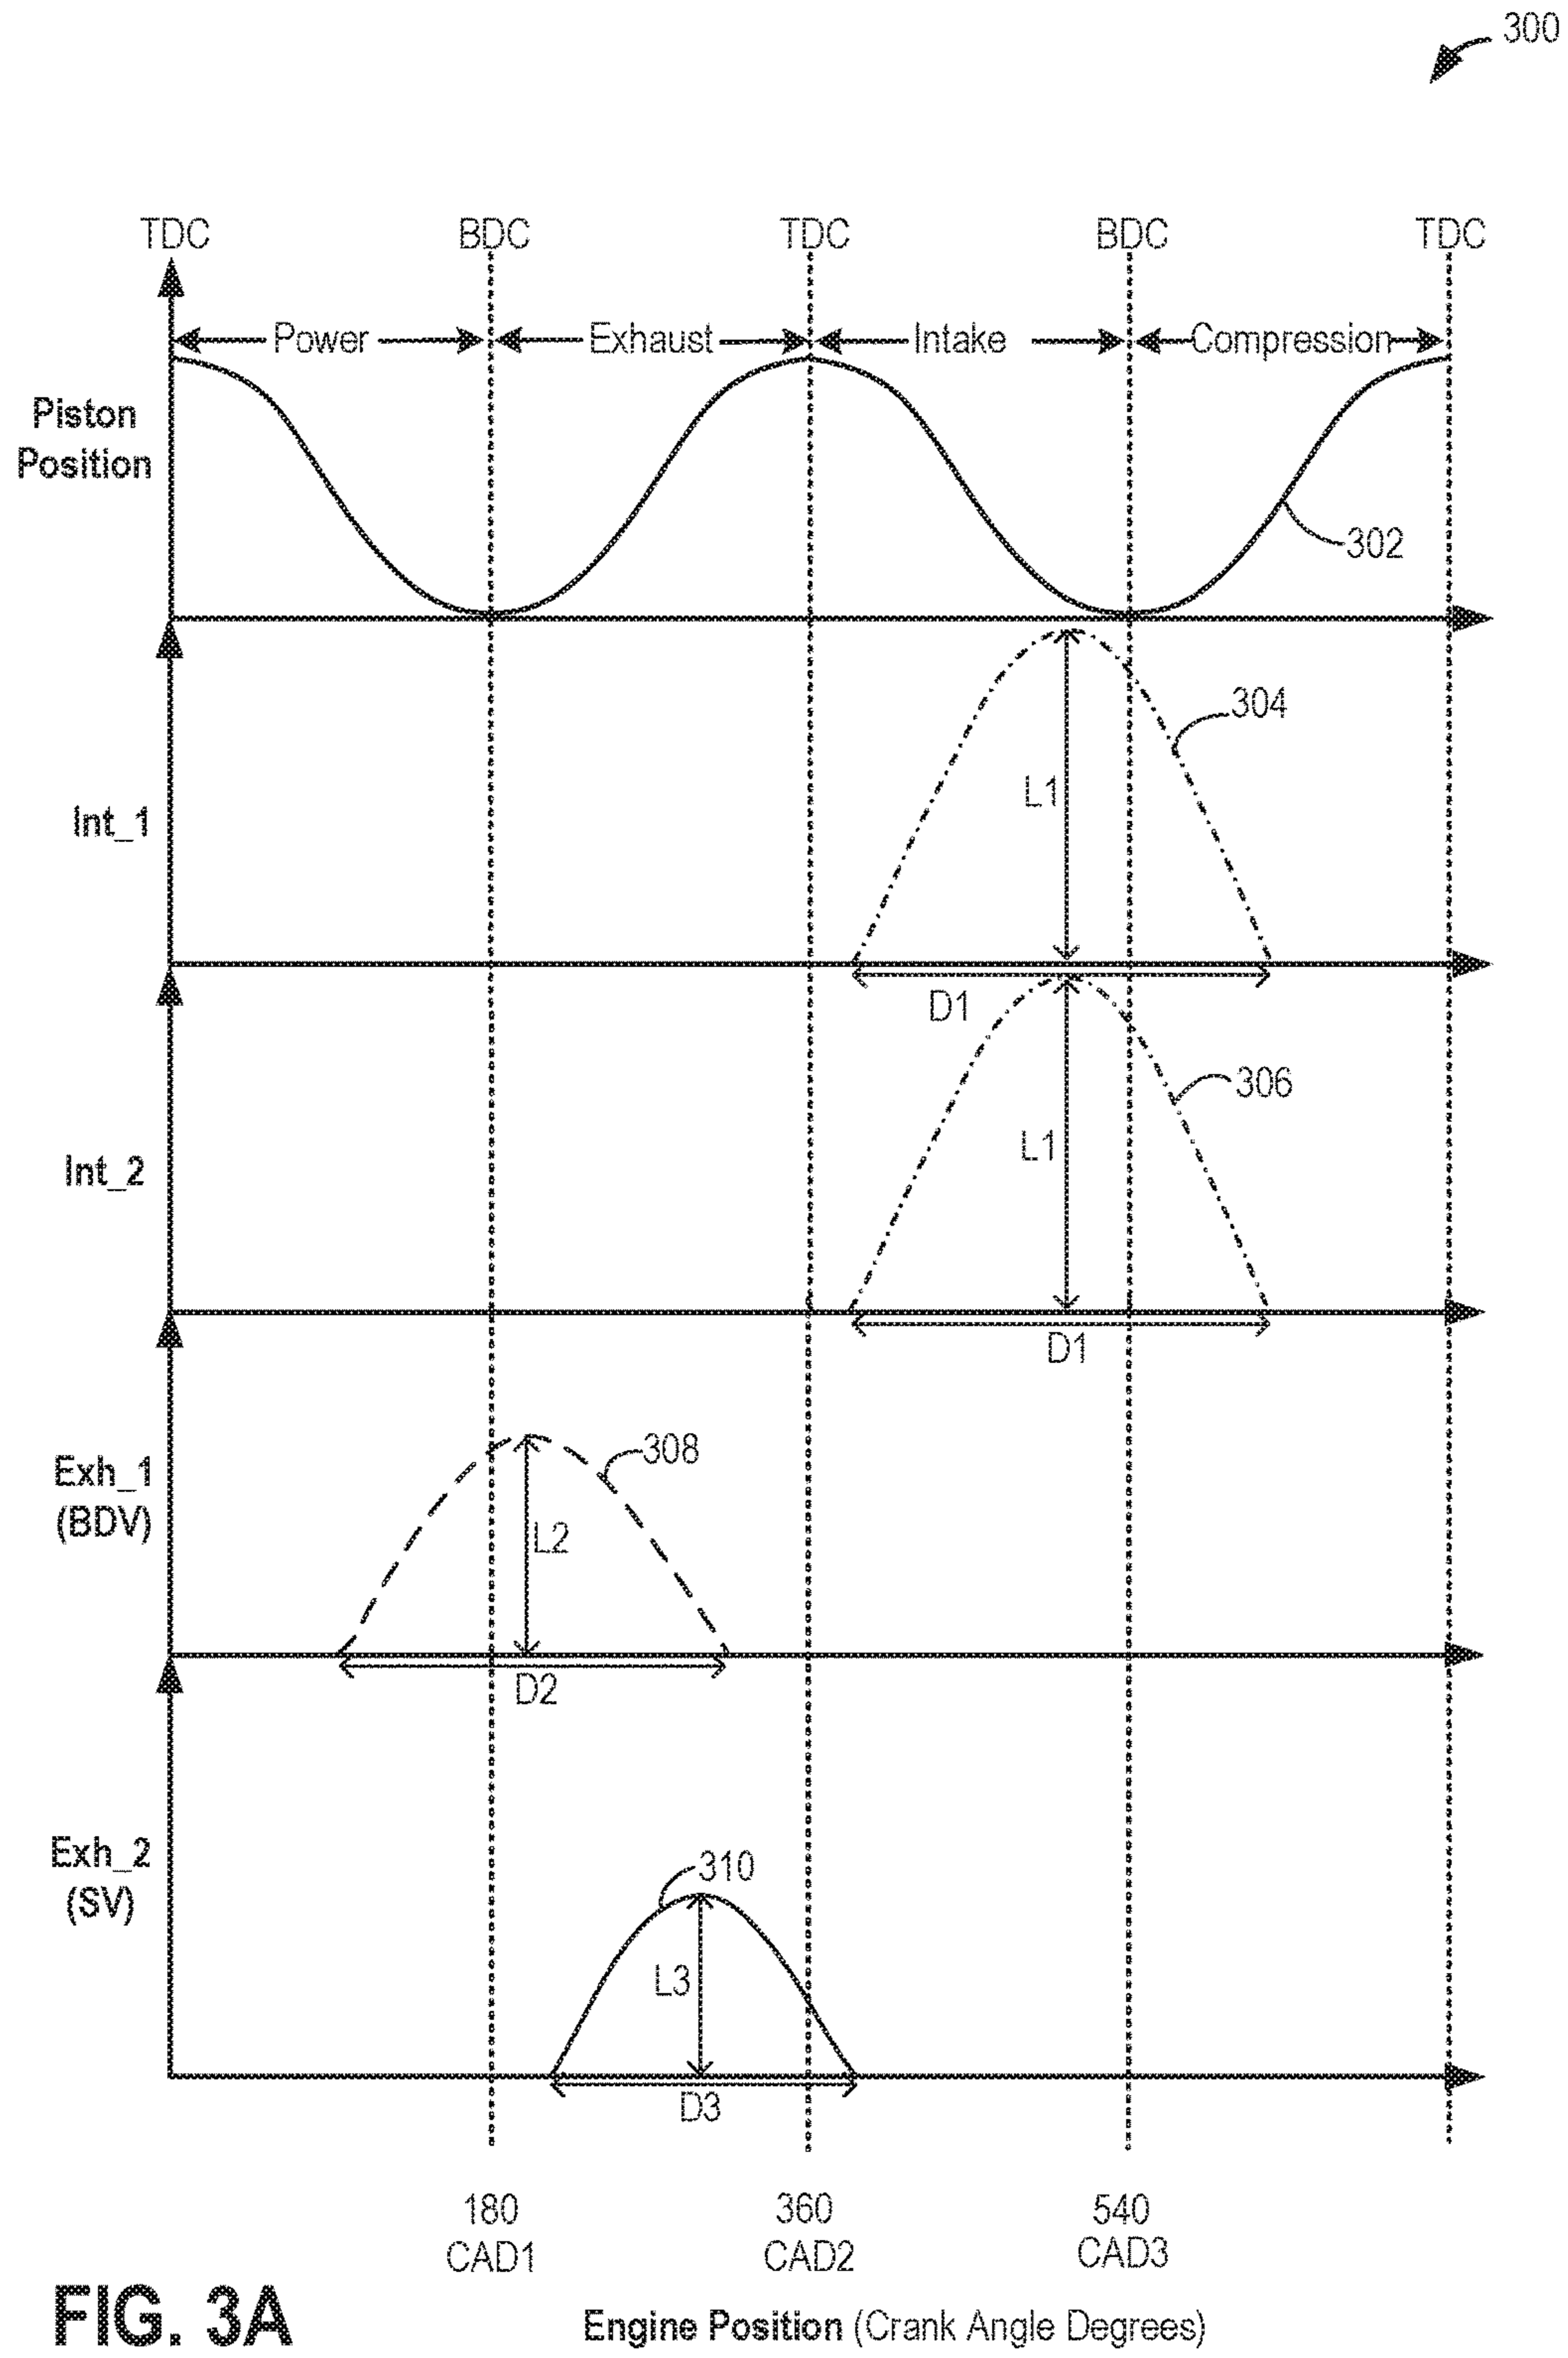 300
TDC BDC TDC BDC TDC
Power Exhaust Intake Compression
Piston
Position
302
304
L1
Int_1
D1
306
L1
Int_2
D1
308
Exh_1
(BDV)
L2
D2
310
Exh_2
(SV)
L3
D3
180 360 540
CAD1 CAD2 CAD3
FIG. 3A
Engine Position (Crank Angle Degrees)